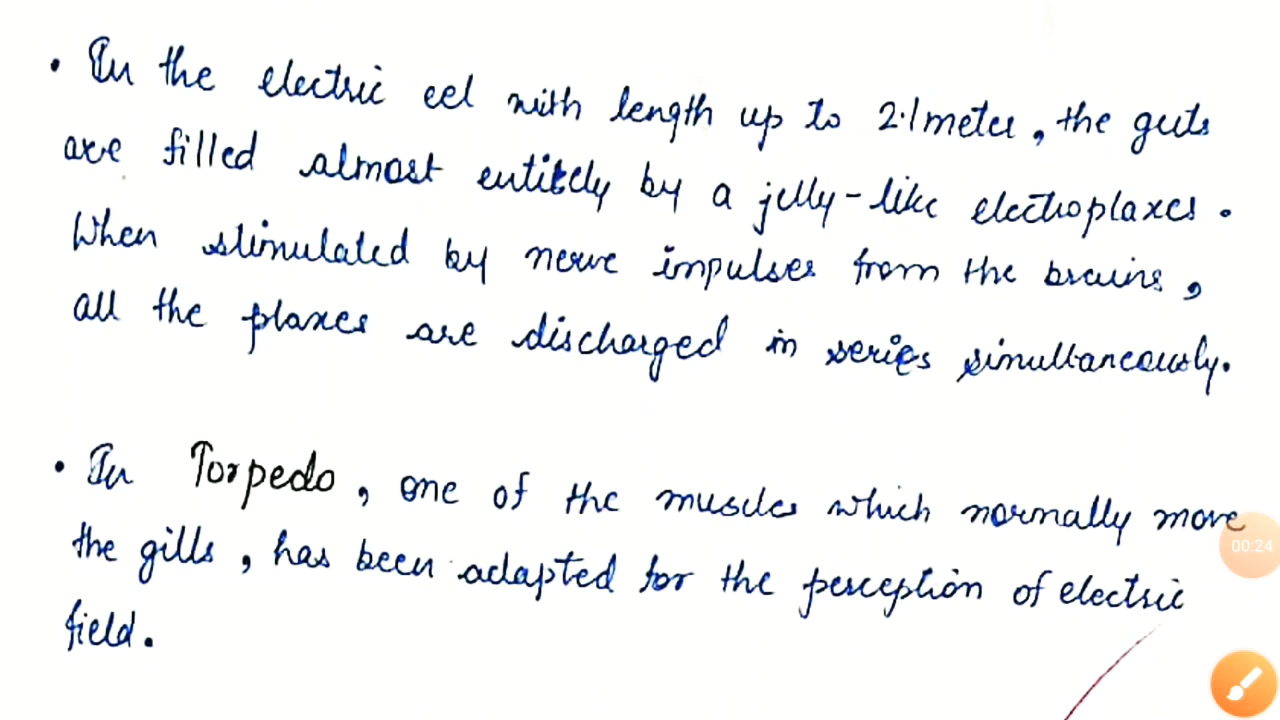 • In the electric eel with length up to 2.1 meter, the guts
are filled almost entirely by a jelly-like electroplaxes.
When stimulated by nerve impulses from the brains,
all the plaxes are discharged in series simultaneously.
• In Torpedo, one of the muscles which normally move
the gills, has been adapted for the perception of electric
field.
00:24